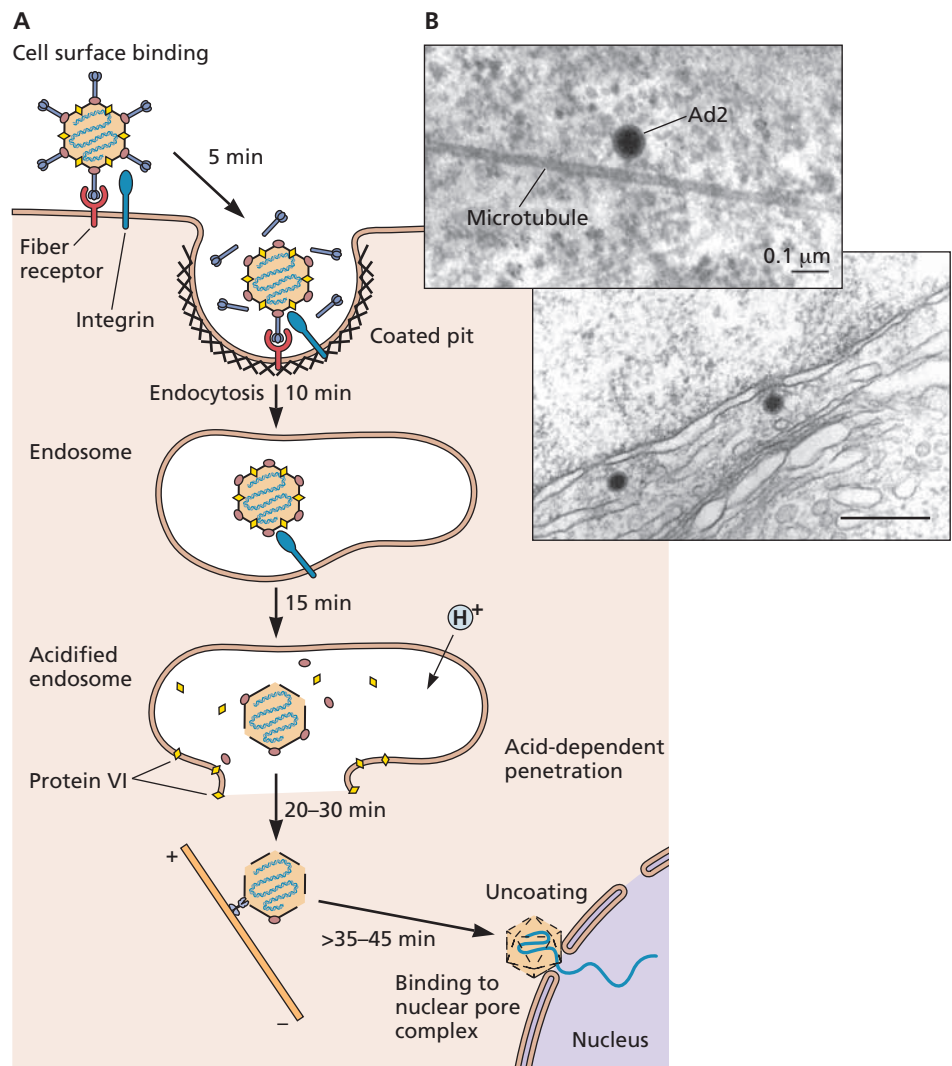 A
Cell surface binding
5 min
Fiber
receptor
Integrin
Coated pit
Endocytosis
10 min
Endosome
15 min
H+
Acidified
endosome
Protein VI
Acid-dependent
penetration
20–30 min
+
–
>35–45 min
Uncoating
Binding to
nuclear pore
complex
Nucleus
B
Ad2
Microtubule
0.1 µm